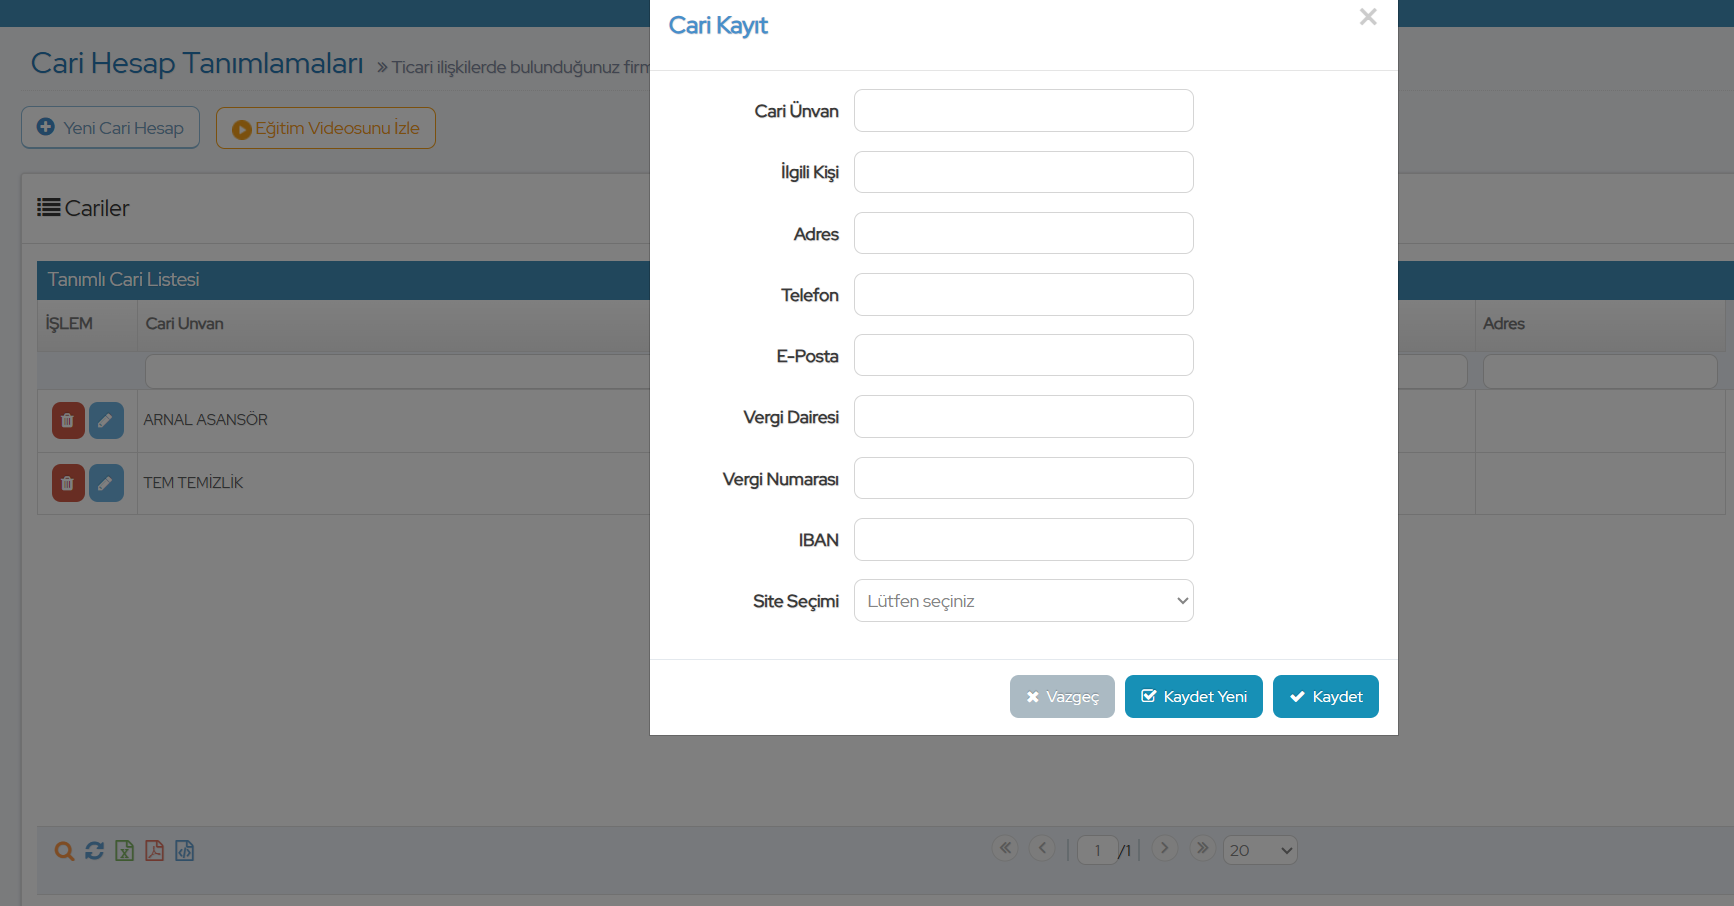 Cari Kayıt
Cari Hesap Tanımlamaları
Ticari ilişkilerde bulunduğunuz
Yeni Cari Hesap
Eğitim Videosunu İzle
Cariler
Tanımlı Cari Listesi
İŞLEM
Cari Unvan
Adres
ARNAL ASANSÖR
TEM TEMİZLİK
Cari Ünvan
İlgili Kişi
Adres
Telefon
E-Posta
Vergi Dairesi
Vergi Numarası
IBAN
Site Seçimi
Lütfen seçiniz
Vazgeç
Kaydet Yeni
Kaydet
1 /1
20